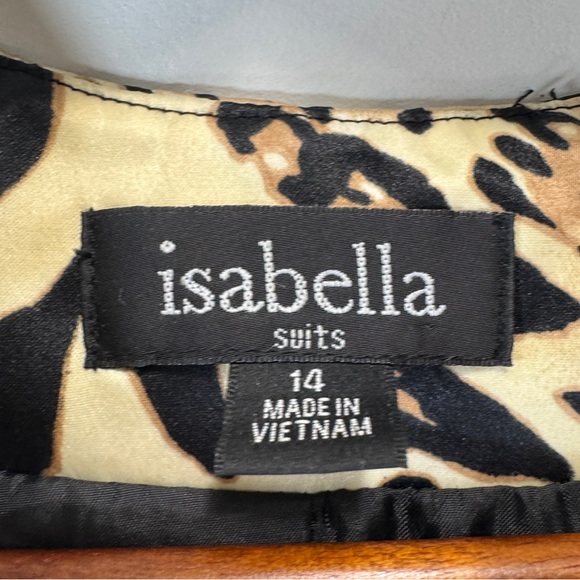 isabella
suits
14
MADE IN
VIETNAM